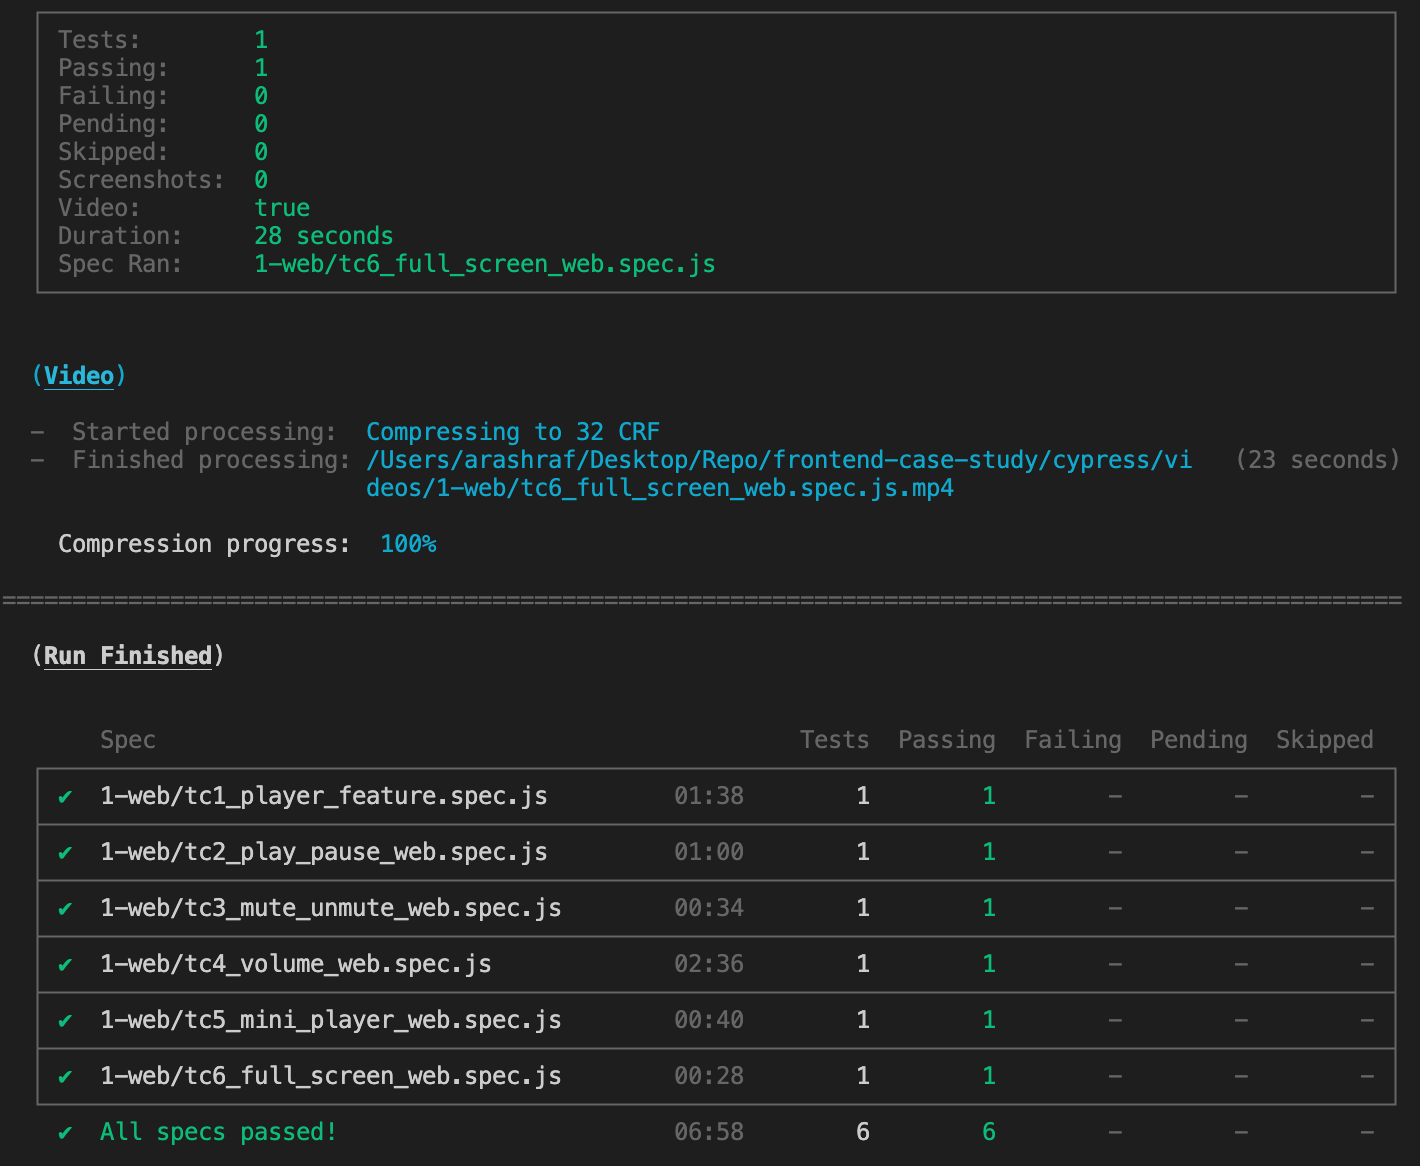 Tests: 1
Passing: 1
Failing: 0
Pending: 0
Skipped: 0
Screenshots: 0
Video: true
Duration: 28 seconds
Spec Ran: 1-web/tc6_full_screen_web.spec.js
(Video)
- Started processing: Compressing to 32 CRF
- Finished processing: /Users/arashraf/Desktop/Repo/frontend-case-study/cypress/vi (23 seconds)
deos/1-web/tc6_full_screen_web.spec.js.mp4
Compression progress: 100%
====================================================================================================
(Run Finished)
Spec Tests Passing Failing Pending Skipped
✔ 1-web/tc1_player_feature.spec.js 01:38 1 1 - - -
✔ 1-web/tc2_play_pause_web.spec.js 01:00 1 1 - - -
✔ 1-web/tc3_mute_unmute_web.spec.js 00:34 1 1 - - -
✔ 1-web/tc4_volume_web.spec.js 02:36 1 1 - - -
✔ 1-web/tc5_mini_player_web.spec.js 00:40 1 1 - - -
✔ 1-web/tc6_full_screen_web.spec.js 00:28 1 1 - - -
✔ All specs passed! 06:58 6 6 - - -